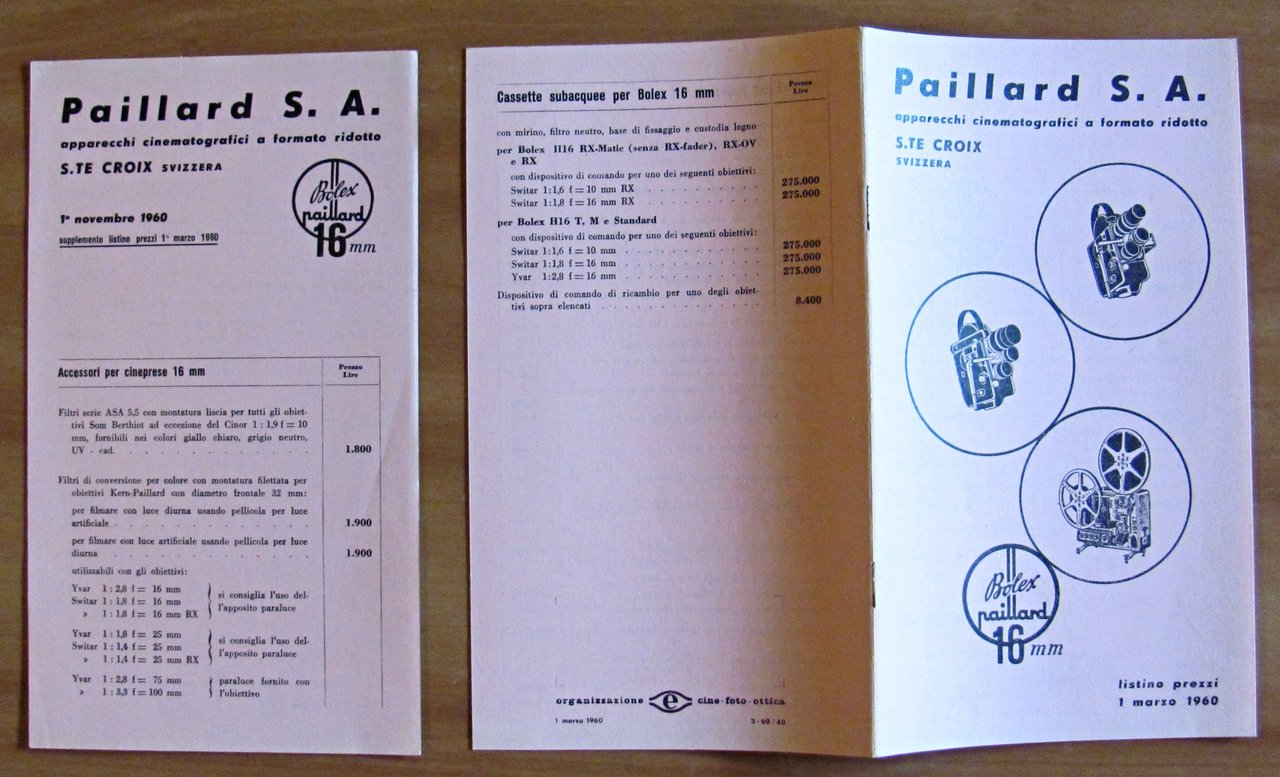 Paillard S. A.
apparecchi cinematografici a formato ridotto
S.TE CROIX SVIZZERA
Bolex
paillard
16 mm
1° novembre 1960
supplemento listino prezzi 1° marzo 1960
Accessori per cineprese 16 mm
Prezzo
Lire
Filtri serie ASA 5,5 con montatura liscia per tutti gli obiet-
tivi Som Berthiot ad eccezione del Cinor 1 : 1,9 f = 10
mm, fornibili nei colori giallo chiaro, grigio neutro,
UV - cad. . . . . . . . . . . . . . 1.800
Filtri di conversione per colore con montatura filettata per
obiettivi Kern-Paillard con diametro frontale 32 mm:
per filmare con luce diurna usando pellicola per luce
artificiale . . . . . . . . . . . . . 1.900
per filmare con luce artificiale usando pellicola per luce
diurna . . . . . . . . . . . . . 1.900
utilizzabili con gli obiettivi:
Yvar 1 : 2,8 f = 16 mm
Switar 1 : 1,8 f = 16 mm
» 1 : 1,8 f = 16 mm RX
si consiglia l'uso del-
l'apposito paraluce
Yvar 1 : 1,8 f = 25 mm
Switar 1 : 1,4 f = 25 mm
» 1 : 1,4 f = 25 mm RX
si consiglia l'uso del-
l'apposito paraluce
Yvar 1 : 2,8 f = 75 mm
» 1 : 3,3 f = 100 mm
paraluce fornito con
l'obiettivo
Cassette subacquee per Bolex 16 mm
Prezzo
Lire
con mirino, filtro neutro, base di fissaggio e custodia legno
per Bolex H16 RX-Matic (senza RX-fader), RX-OV
e RX
con dispositivo di comando per uno dei seguenti obiettivi:
Switar 1:1,6 f = 10 mm RX . . . . . . . . 275.000
Switar 1:1,8 f = 16 mm RX . . . . . . . . 275.000
per Bolex H16 T, M e Standard
con dispositivo di comando per uno dei seguenti obiettivi:
Switar 1:1,6 f = 10 mm . . . . . . . . . 275.000
Switar 1:1,8 f = 16 mm . . . . . . . . . 275.000
Yvar 1:2,8 f = 16 mm . . . . . . . . . 275.000
Dispositivo di comando di ricambio per uno degli obiet-
tivi sopra elencati . . . . . . . . . . . 8.400
organizzazione e cine-foto-ottica
1 marzo 1960 3 - 60 / 40
Paillard S. A.
apparecchi cinematografici a formato ridotto
S.TE CROIX
SVIZZERA
Bolex
paillard
16 mm
listino prezzi
1 marzo 1960